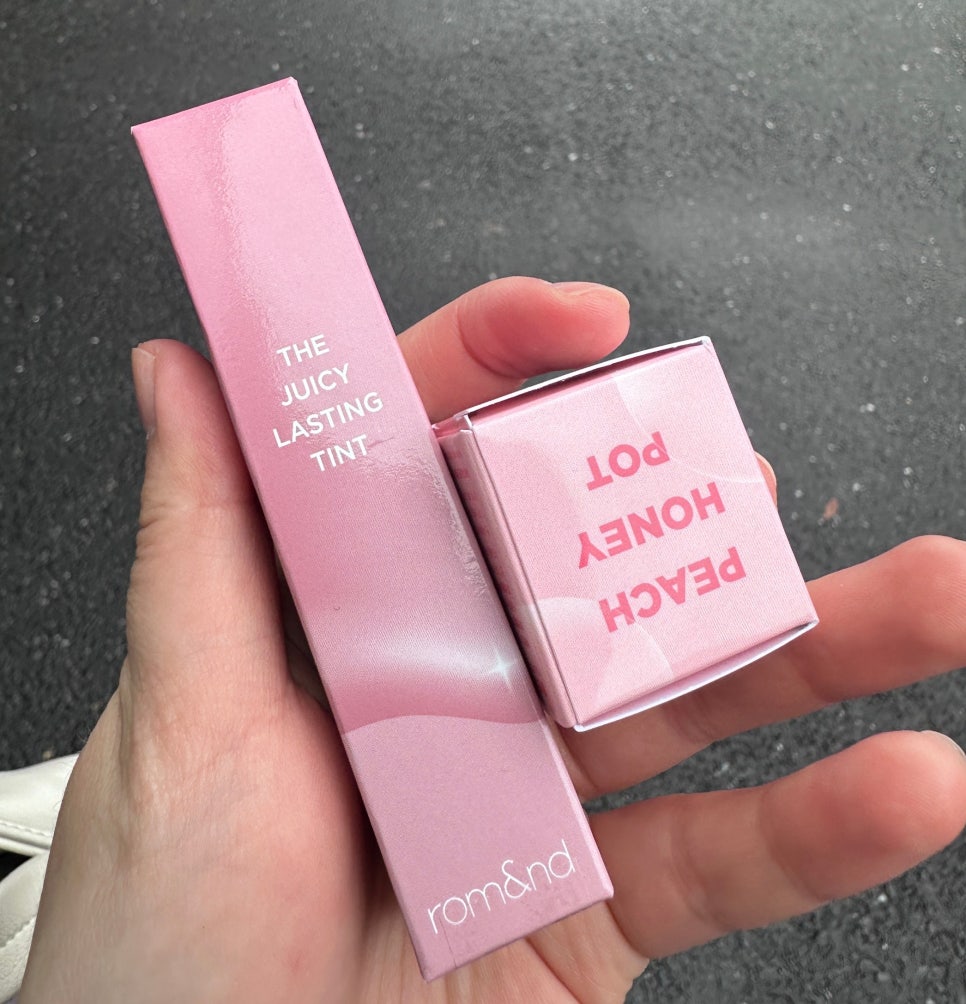 THE
JUICY
LASTING
TINT
rom&nd
PEACH
HONEY
POT